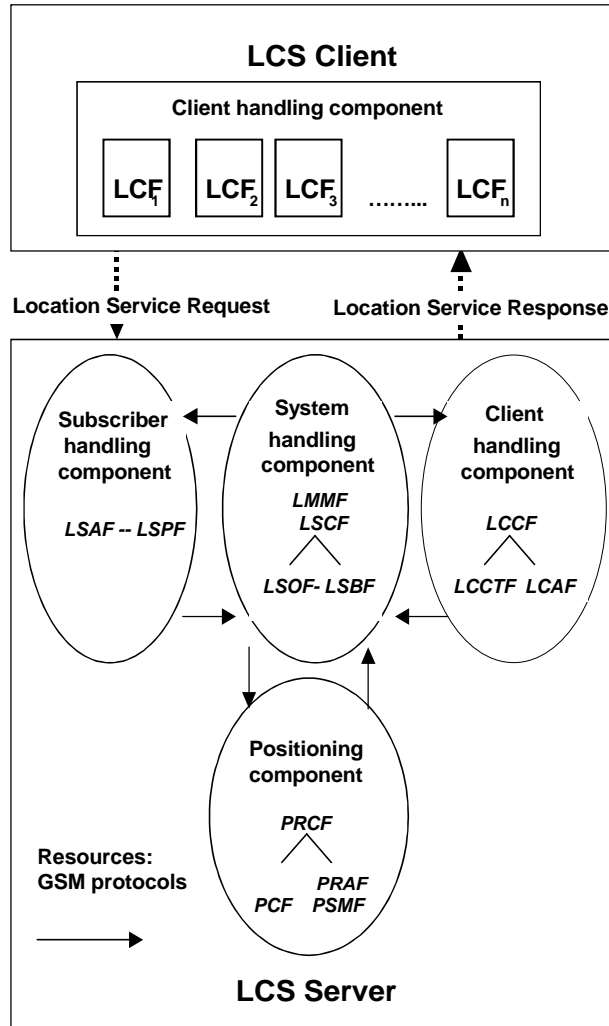 LCS Client
Client handling component
LCF1 LCF2 LCF3 ……... LCFn
Location Service Request
Location Service Response
Subscriber
handling
component
LSAF -- LSPF
System
handling
component
LMMF
LSCF
LSOF- LSBF
Client
handling
component
LCCF
LCCTF LCAF
Positioning
component
PRCF
PRAF
PCF PSMF
Resources:
GSM protocols
LCS Server